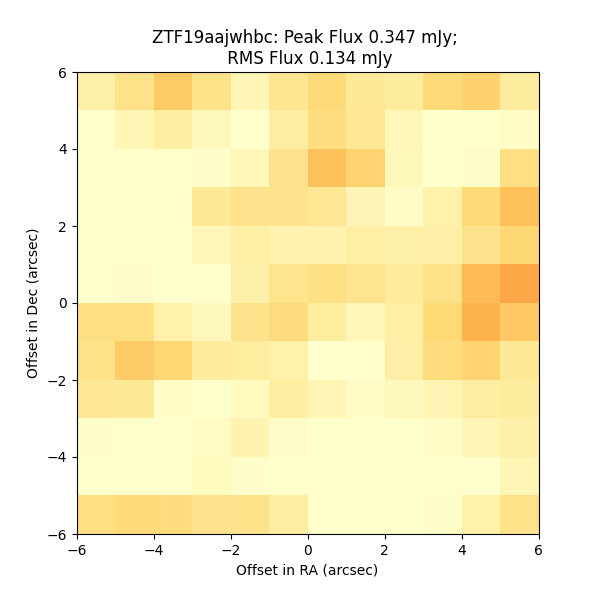 ZTF19aajwhbc: Peak Flux 0.347 mJy;
RMS Flux 0.134 mJy
6
4
2
0
−2
−4
−6
Offset in Dec (arcsec)
−6 −4 −2 0 2 4 6
Offset in RA (arcsec)